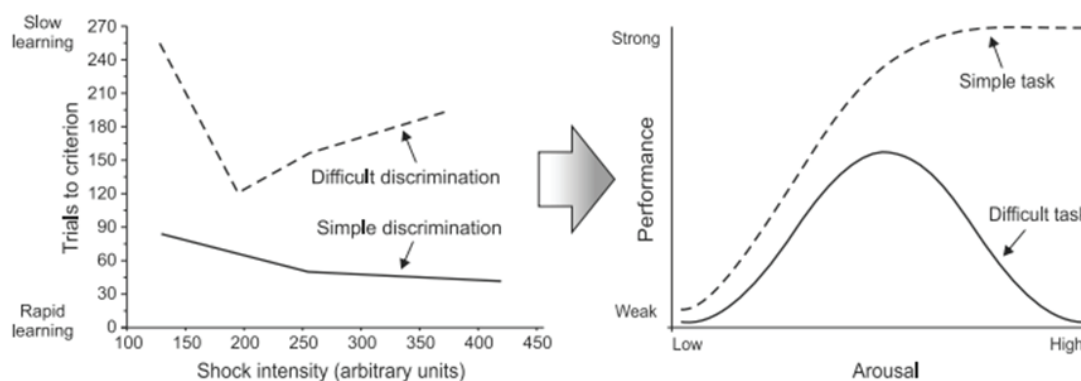 Slow
learning
270
240
210
180
150
120
90
60
30
0
Rapid
learning
Trials to criterion
Difficult discrimination
Simple discrimination
100
150
200
250
300
350
400
450
Shock intensity (arbitrary units)
Strong
Weak
Performance
Simple task
Difficult task
Low
High
Arousal